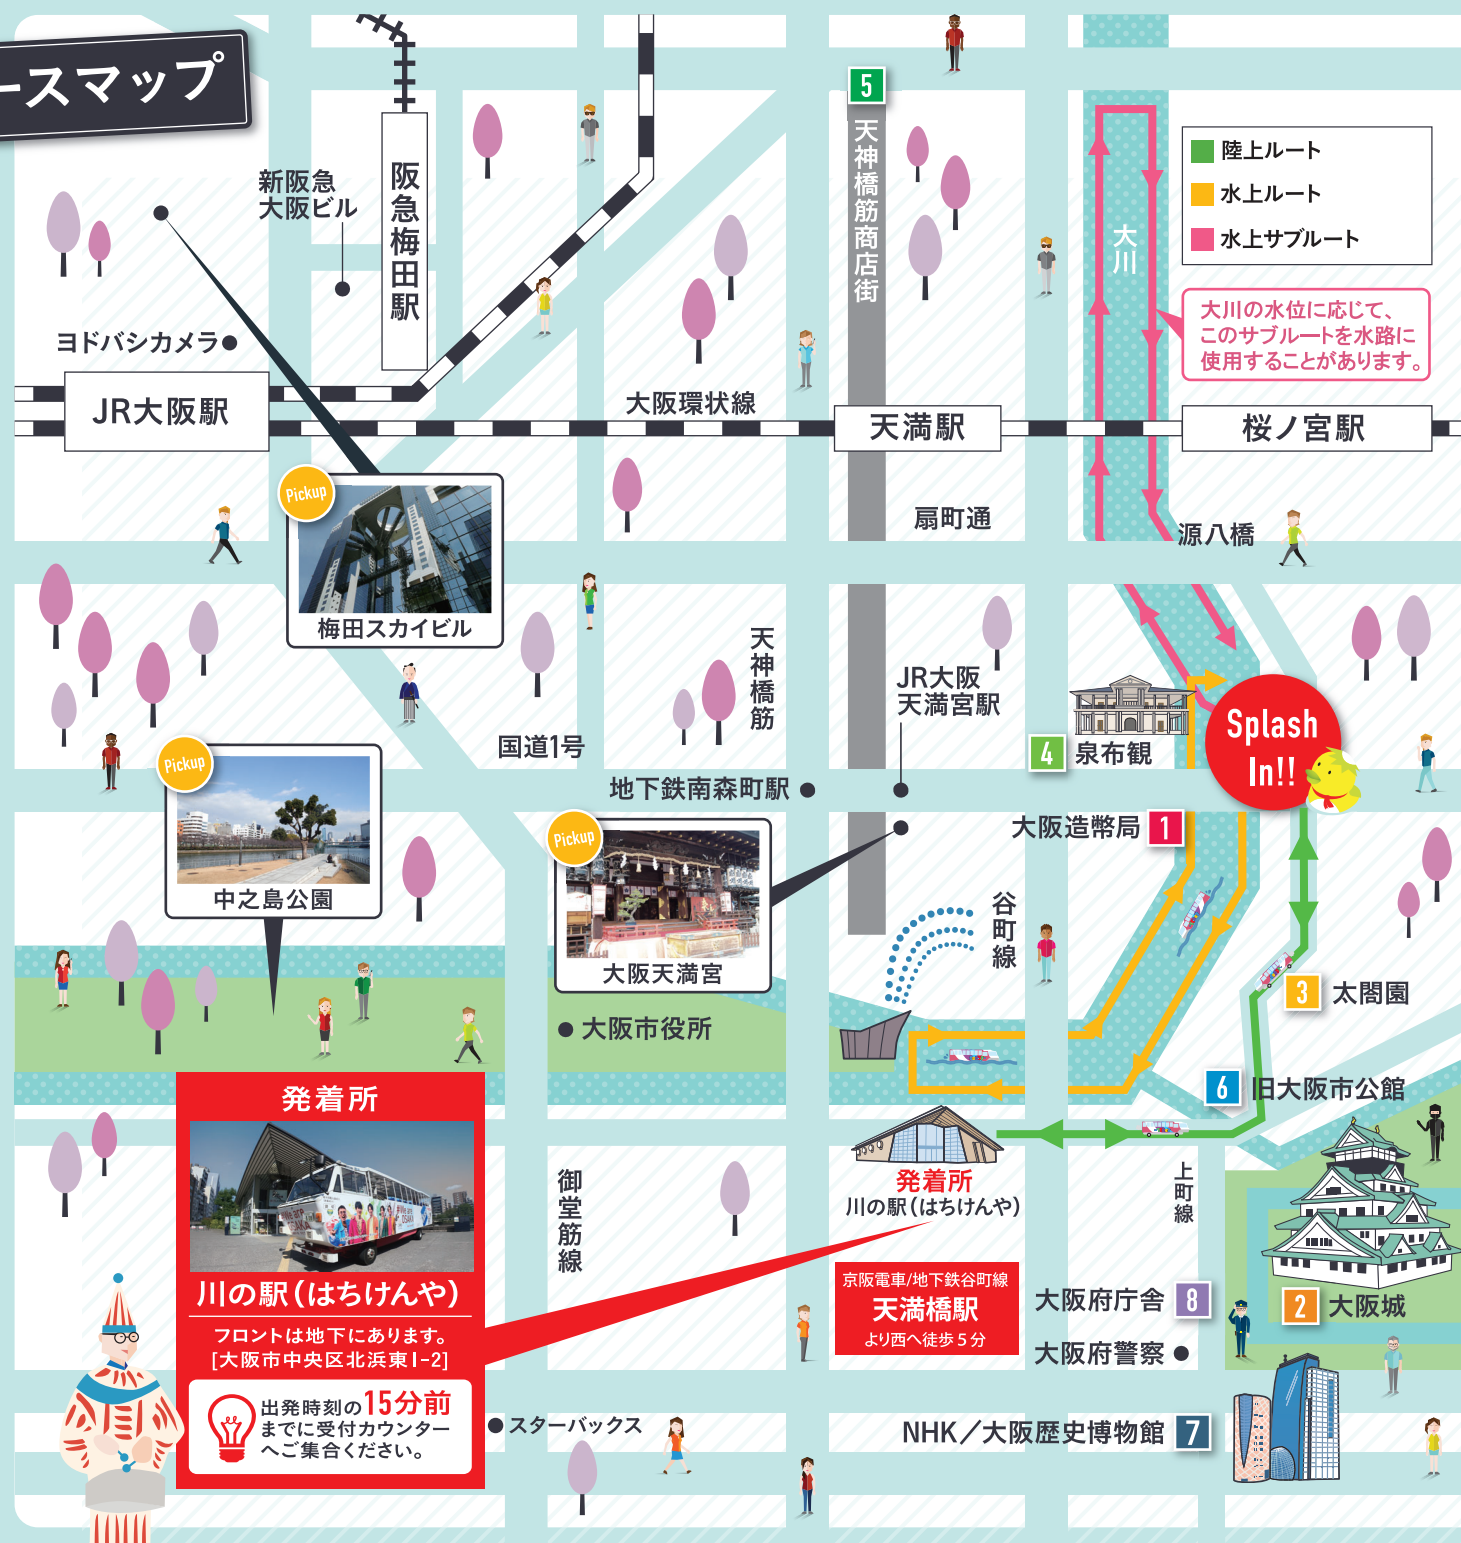 ースマップ
5
天神橋筋商店街
大川
陸上ルート
水上ルート
水上サブルート
大川の水位に応じて、
このサブルートを水路に
使用することがあります。
新阪急
大阪ビル
阪急梅田駅
ヨドバシカメラ
JR大阪駅
大阪環状線
天満駅
桜ノ宮駅
Pickup
梅田スカイビル
扇町通
源八橋
天神橋筋
JR大阪
天満宮駅
国道1号
地下鉄南森町駅
4 泉布観
Splash
In!!
大阪造幣局 1
Pickup
中之島公園
Pickup
大阪天満宮
谷町線
3 太閤園
大阪市役所
6 旧大阪市公館
発着所
#We are
OSAKA
川の駅(はちけんや)
フロントは地下にあります。
[大阪市中央区北浜東1-2]
出発時刻の15分前
までに受付カウンター
へご集合ください。
御堂筋線
発着所
川の駅(はちけんや)
京阪電車/地下鉄谷町線
天満橋駅
より西へ徒歩5分
上町線
大阪府庁舎 8
2 大阪城
大阪府警察
スターバックス
NHK/大阪歴史博物館 7